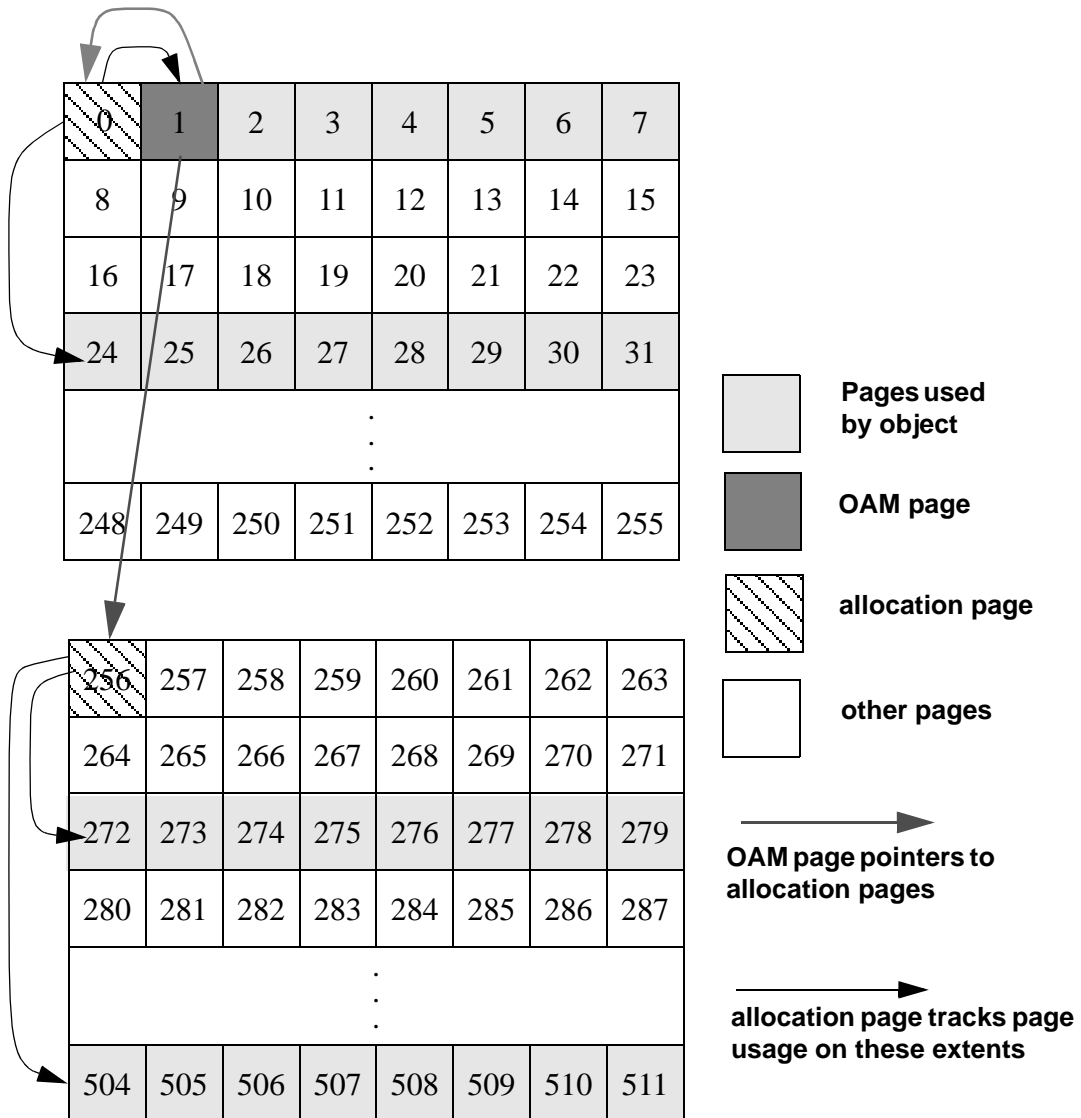 0 1 2 3 4 5 6 7
8 9 10 11 12 13 14 15
16 17 18 19 20 21 22 23
24 25 26 27 28 29 30 31
.
.
.
248 249 250 251 252 253 254 255
256 257 258 259 260 261 262 263
264 265 266 267 268 269 270 271
272 273 274 275 276 277 278 279
280 281 282 283 284 285 286 287
.
.
.
504 505 506 507 508 509 510 511
Pages used
by object
OAM page
allocation page
other pages
OAM page pointers to
allocation pages
allocation page tracks page
usage on these extents